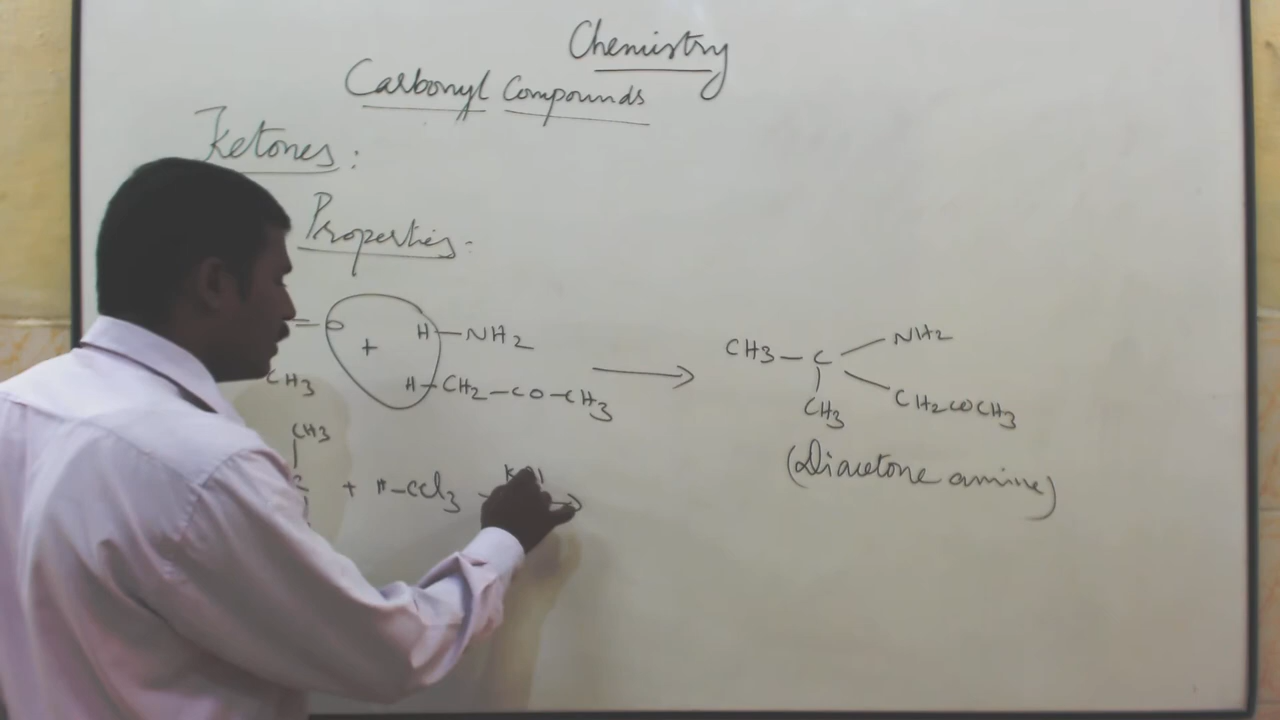 Chemistry
Carbonyl Compounds
Ketones:
Properties:
= O + H — NH2 → CH3 — C — NH2
CH3 H — CH2 — CO — CH3 CH3 CH2COCH3
CH3
(Diacetone amine)
C + H — CCl3 →